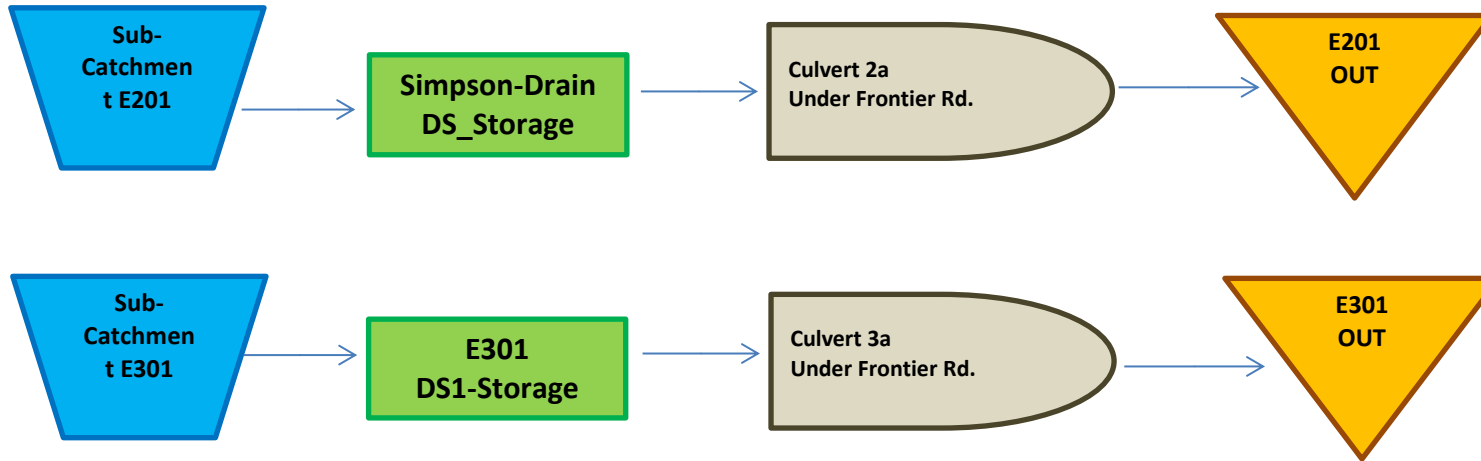 Sub-
Catchmen
t E201
Simpson-Drain
DS_Storage
Culvert 2a
Under Frontier Rd.
E201
OUT
Sub-
Catchmen
t E301
E301
DS1-Storage
Culvert 3a
Under Frontier Rd.
E301
OUT